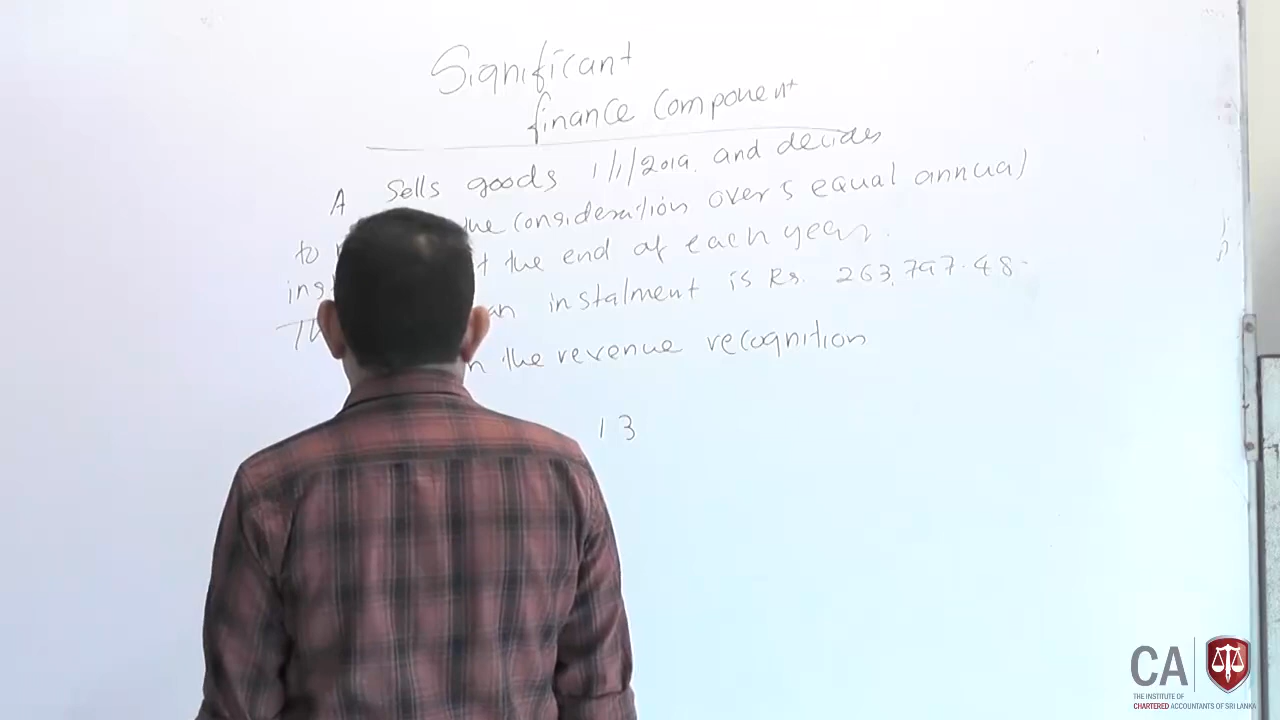 Significant
finance component
A sells goods 1/1/2019. and decides
to the consideration over 5 equal annual
ins t the end of each year.
Th an instalment is Rs. 263,797.48-
n the revenue recognition
13
CA
THE INSTITUTE OF
CHARTERED ACCOUNTANTS OF SRI LANKA